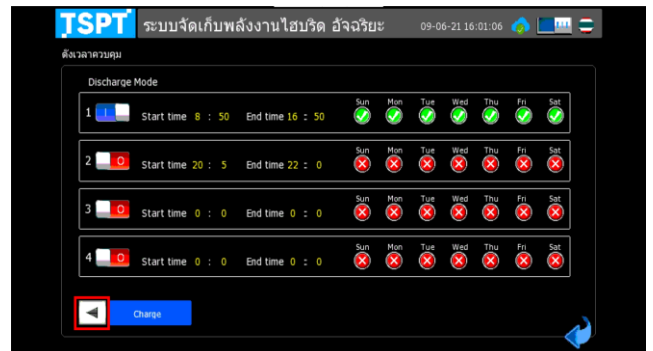 TSPT ระบบจัดเก็บพลังงานไฮบริด อัจฉริยะ 09-06-21 16:01:06
ตั้งเวลาควบคุม
Discharge Mode
Sun Mon Tue Wed Thu Fri Sat
1 I Start time 8 : 50 End time 16 : 50
Sun Mon Tue Wed Thu Fri Sat
2 O Start time 20 : 5 End time 22 : 0
Sun Mon Tue Wed Thu Fri Sat
3 O Start time 0 : 0 End time 0 : 0
Sun Mon Tue Wed Thu Fri Sat
4 O Start time 0 : 0 End time 0 : 0
Charge